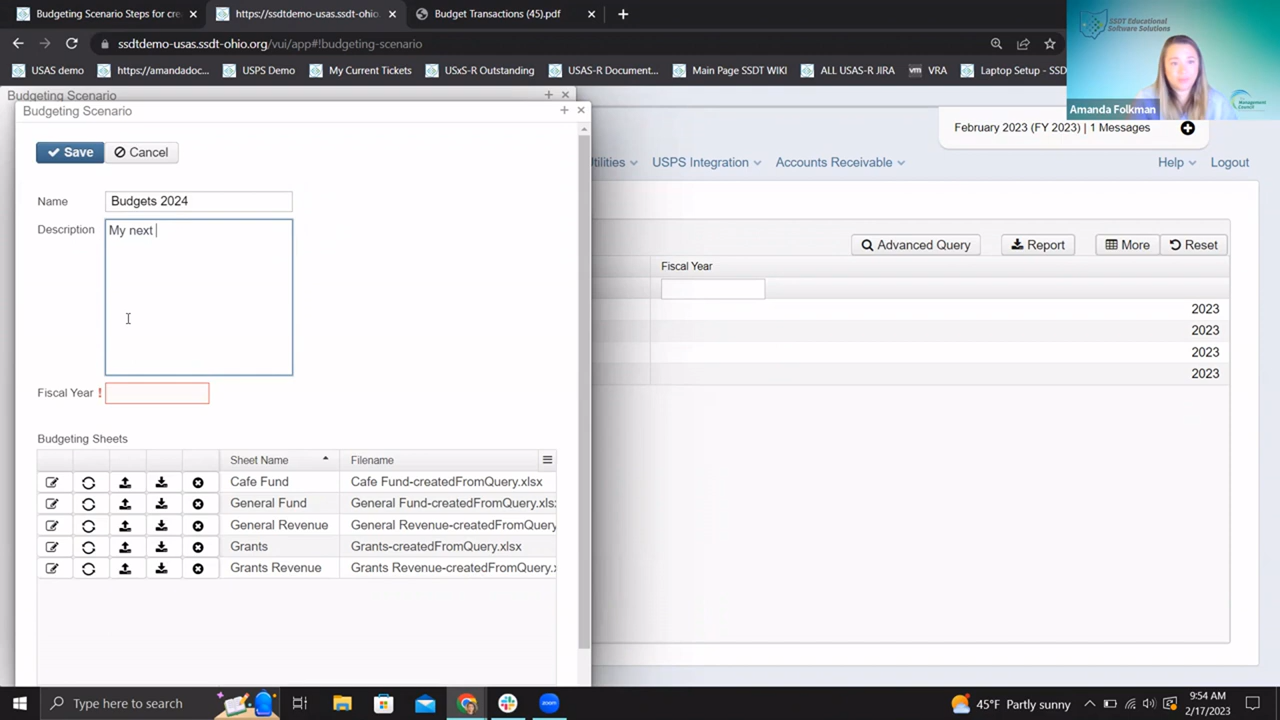 Budgeting Scenario Steps for cre
https://ssdtdemo-usas.ssdt-ohio.
Budget Transactions (45).pdf
ssdtdemo-usas.ssdt-ohio.org/vui/app#!budgeting-scenario
USAS demo
https://amandadoc...
USPS Demo
My Current Tickets
USxS-R Outstanding
USAS-R Document...
Main Page SSDT WIKI
ALL USAS-R JIRA
vm VRA
Laptop Setup - SSD
SSDT Educational
Software Solutions
Management
Council
Amanda Folkman
Budgeting Scenario
Budgeting Scenario
February 2023 (FY 2023) | 1 Messages
Utilities
USPS Integration
Accounts Receivable
Help
Logout
Save
Cancel
Name
Budgets 2024
Description
My next
Fiscal Year !
Advanced Query
Report
More
Reset
Fiscal Year
2023
2023
2023
2023
Budgeting Sheets
Sheet Name
Filename
Cafe Fund
Cafe Fund-createdFromQuery.xlsx
General Fund
General Fund-createdFromQuery.xls
General Revenue
General Revenue-createdFromQuery
Grants
Grants-createdFromQuery.xlsx
Grants Revenue
Grants Revenue-createdFromQuery.x
Type here to search
zoom
45°F Partly sunny
9:54 AM
2/17/2023